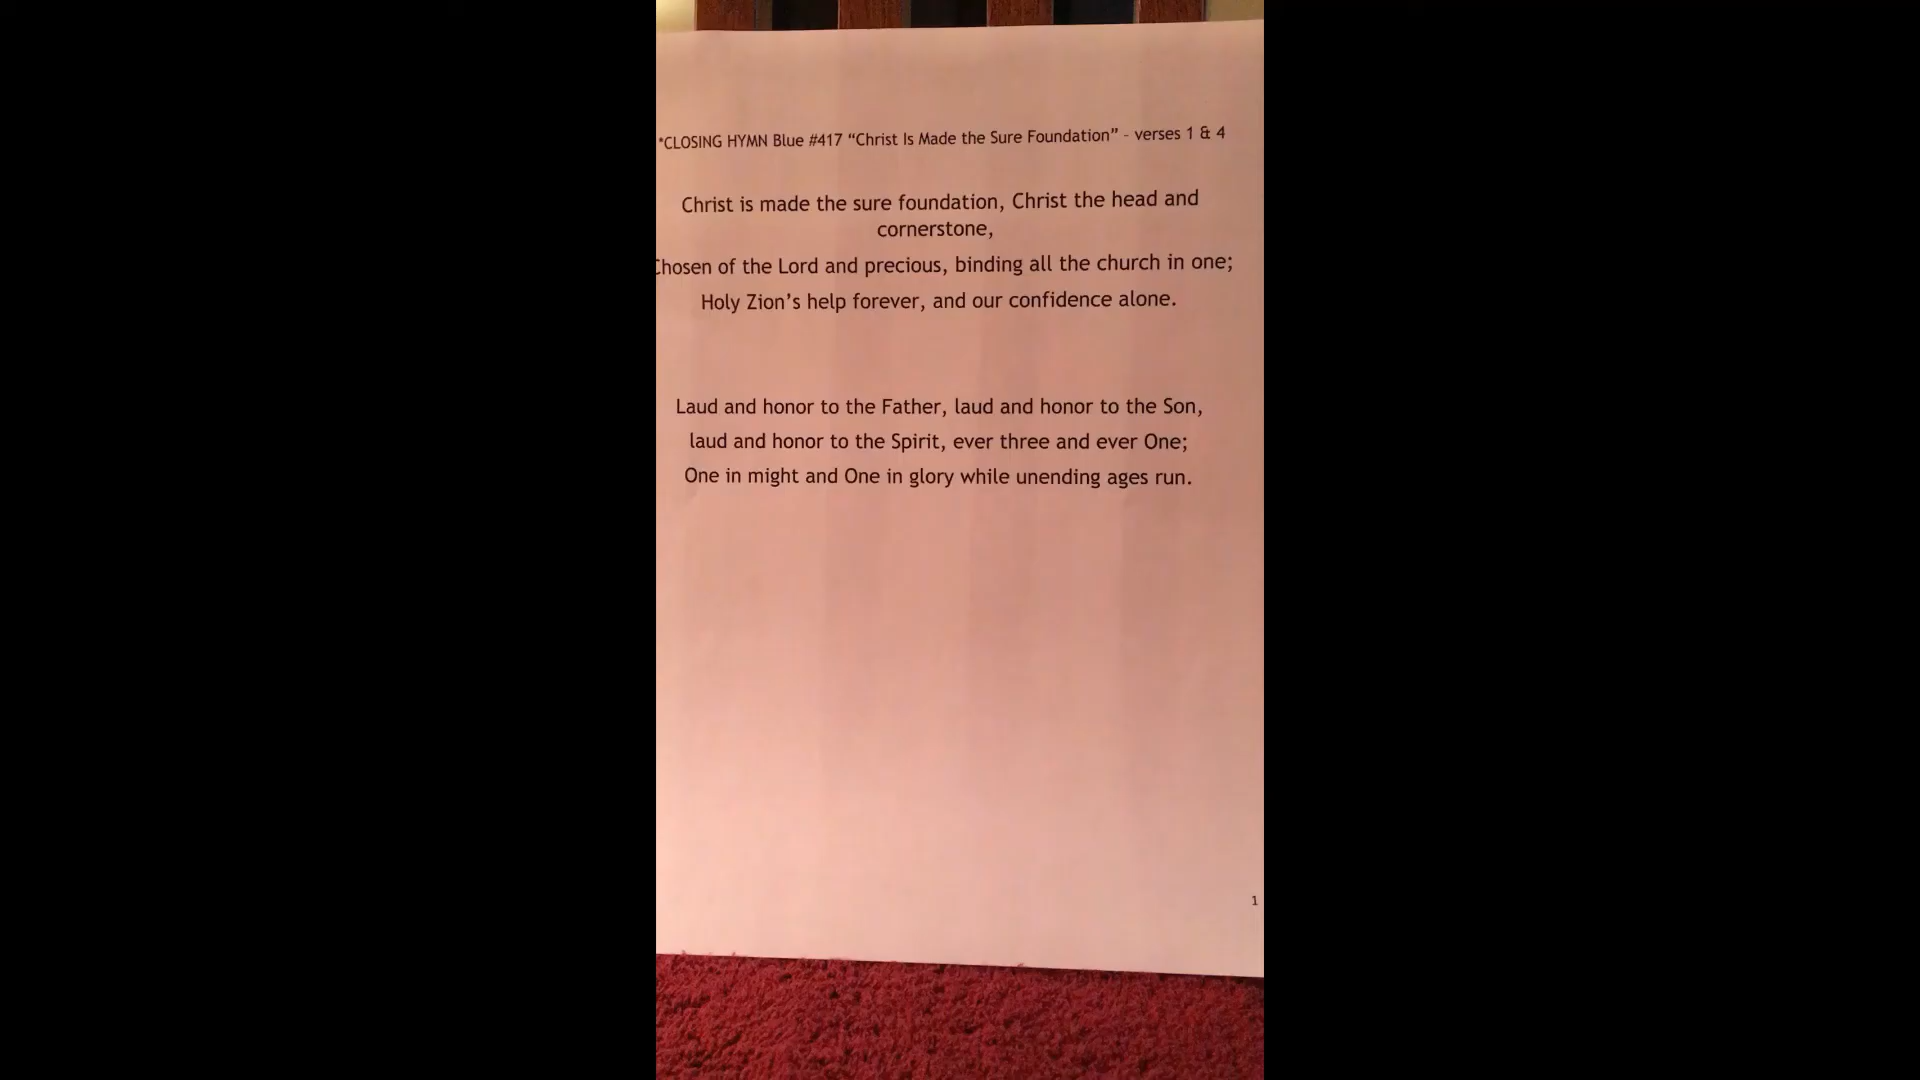 *CLOSING HYMN Blue #417 “Christ Is Made the Sure Foundation” - verses 1 & 4
Christ is made the sure foundation, Christ the head and
cornerstone,
Chosen of the Lord and precious, binding all the church in one;
Holy Zion’s help forever, and our confidence alone.
Laud and honor to the Father, laud and honor to the Son,
laud and honor to the Spirit, ever three and ever One;
One in might and One in glory while unending ages run.
1